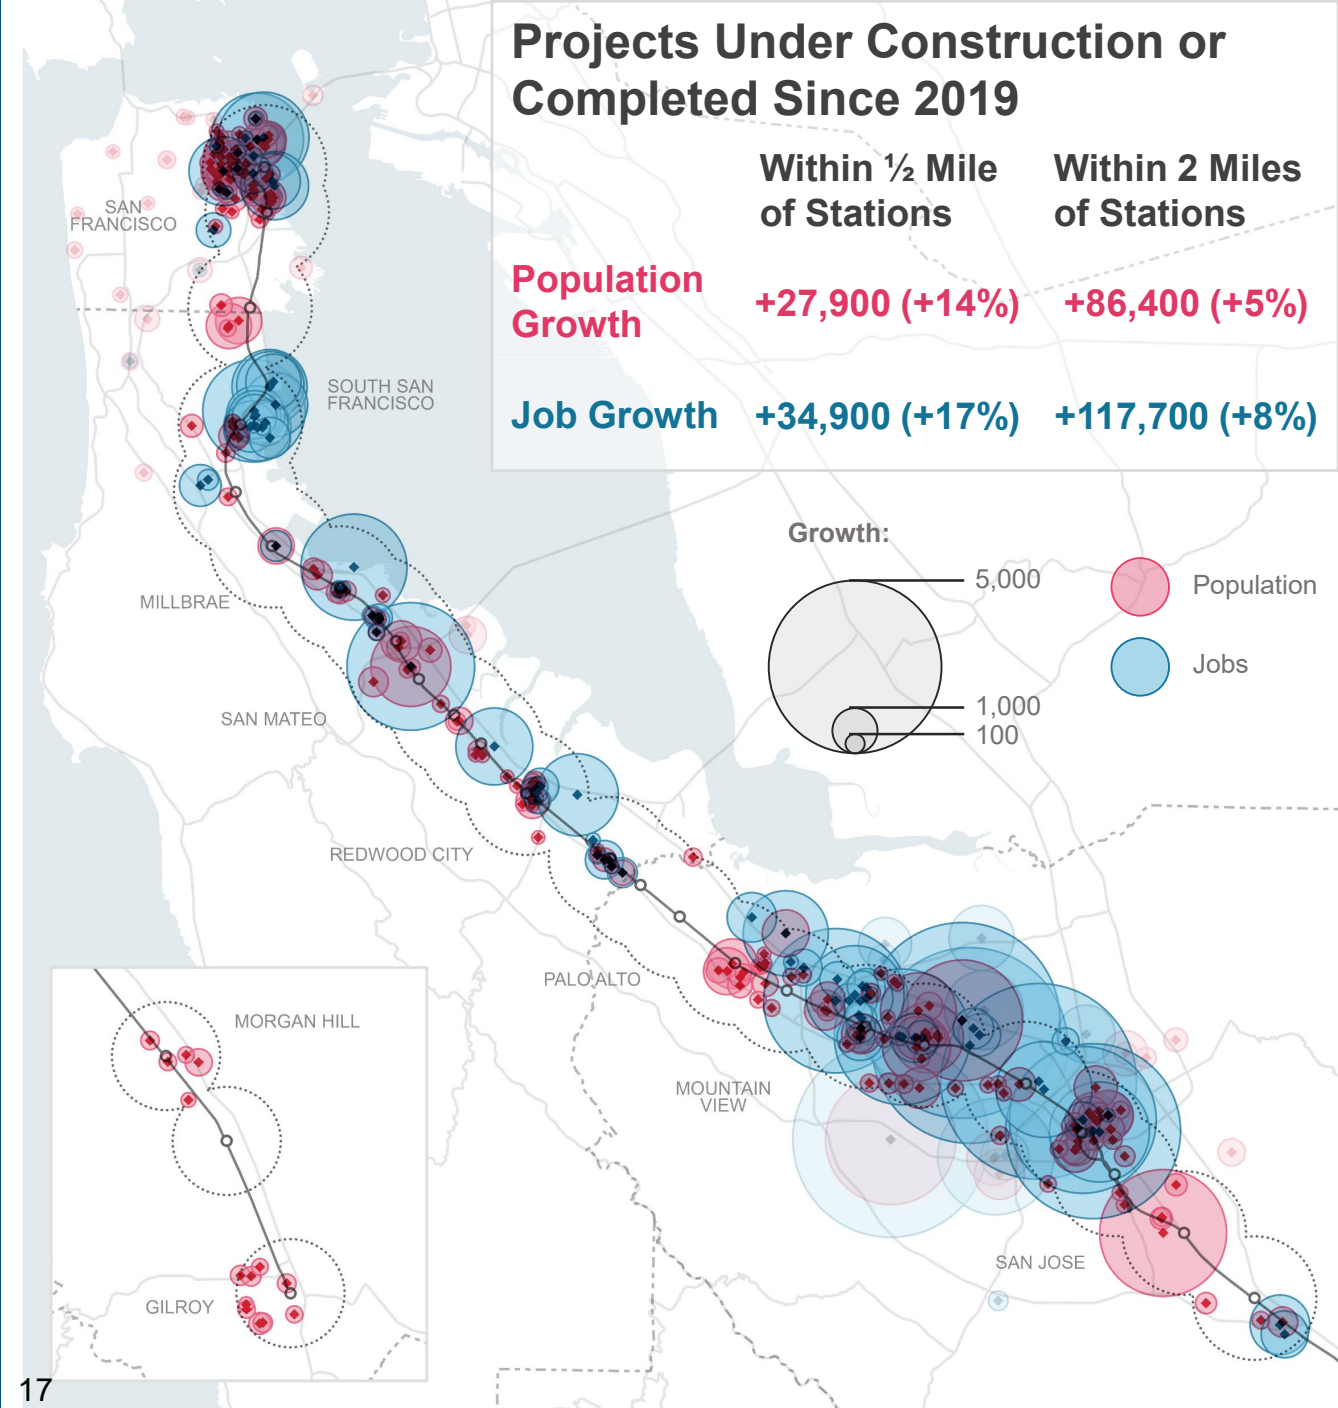 Projects Under Construction or
Completed Since 2019
Within ½ Mile
of Stations
Within 2 Miles
of Stations
Population
Growth
+27,900 (+14%)
+86,400 (+5%)
Job Growth
+34,900 (+17%)
+117,700 (+8%)
Growth:
5,000
1,000
100
Population
Jobs
SAN
FRANCISCO
SOUTH SAN
FRANCISCO
MILLBRAE
SAN MATEO
REDWOOD CITY
PALO ALTO
MOUNTAIN
VIEW
SAN JOSE
MORGAN HILL
GILROY
17